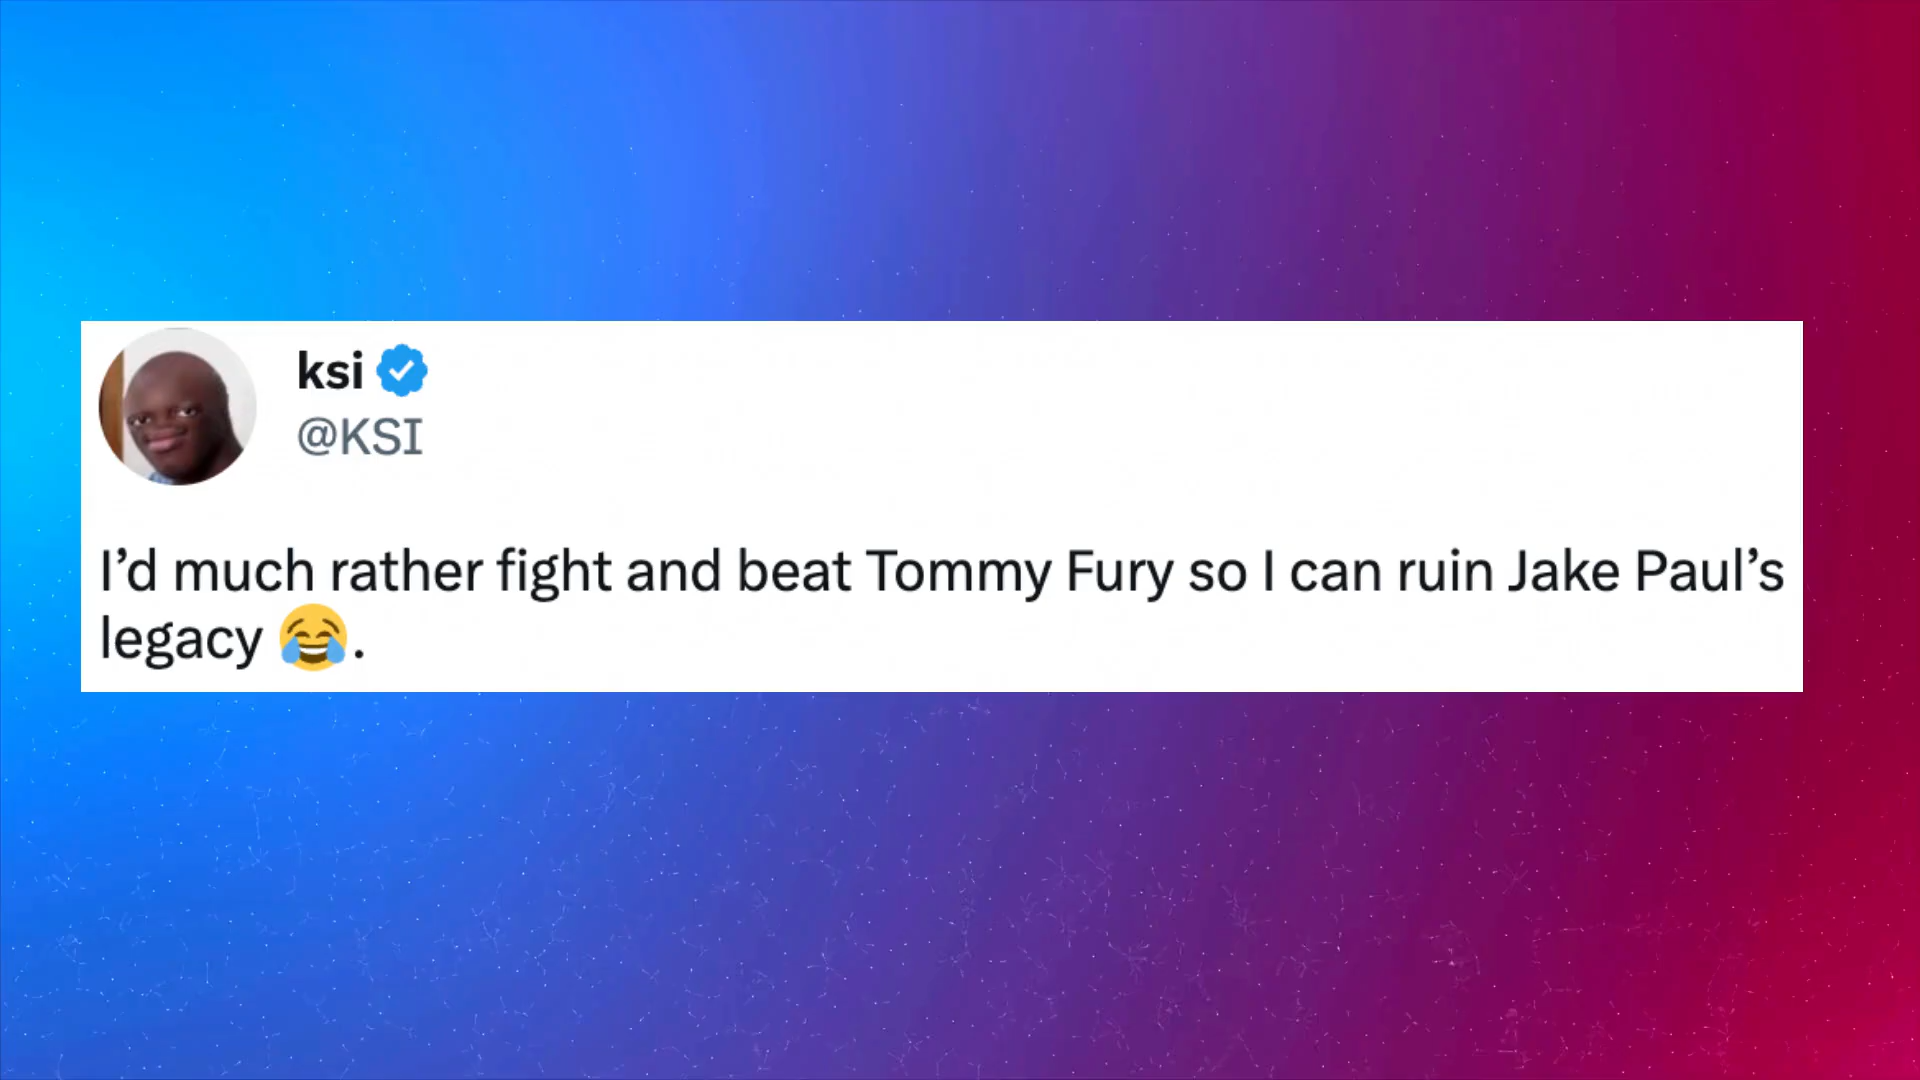 ksi
@KSI
I’d much rather fight and beat Tommy Fury so I can ruin Jake Paul’s
legacy 😂.